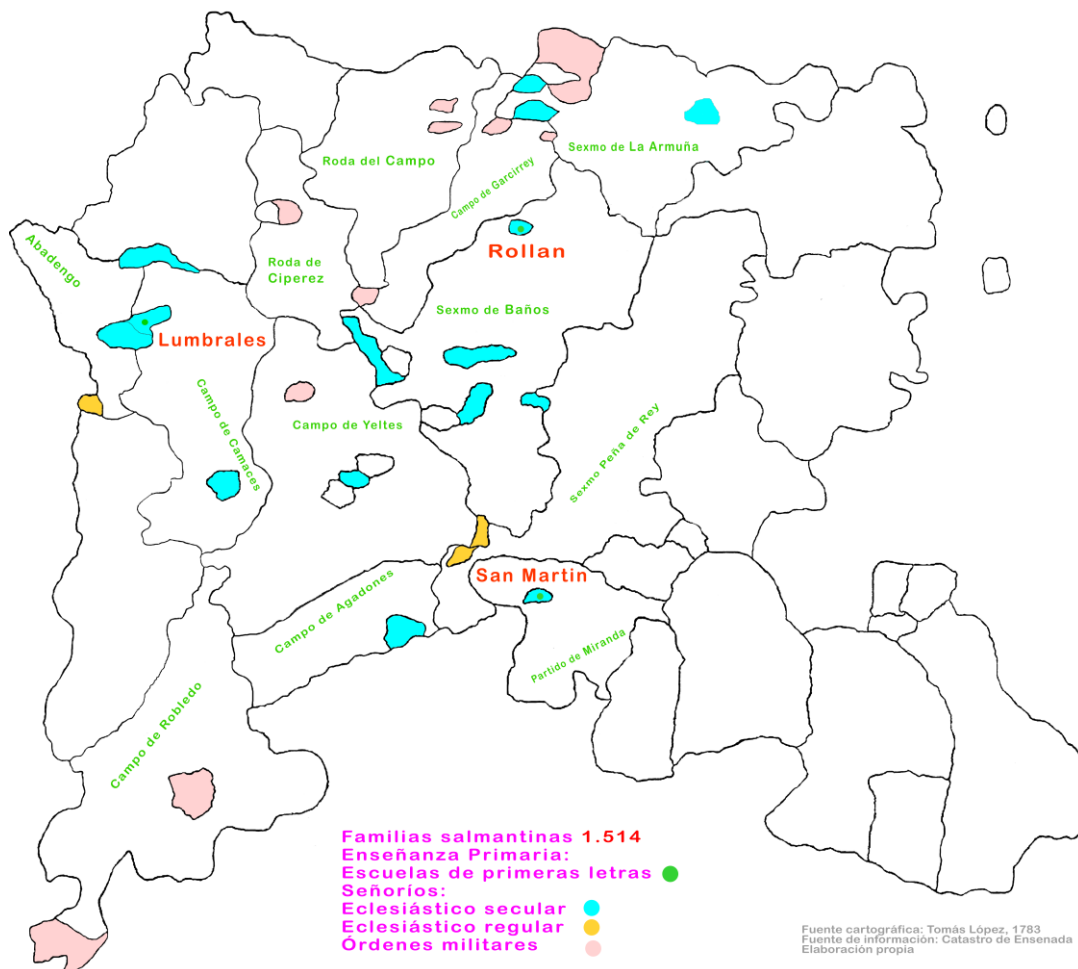 Sexmo de La Armuña
Roda del Campo
Campo de Garcirrey
Abadengo
Rollan
Roda de
Ciperez
Sexmo de Baños
Lumbrales
Campo de Camaces
Campo de Yeltes
Sexmo Peña de Rey
San Martin
Campo de Agadones
Partido de Miranda
Campo de Robledo
Familias salmantinas 1.514
Enseñanza Primaria:
Escuelas de primeras letras
Señoríos:
Eclesiástico secular
Eclesiástico regular
Órdenes militares
Fuente cartográfica: Tomás López, 1783
Fuente de información: Catastro de Ensenada
Elaboración propia